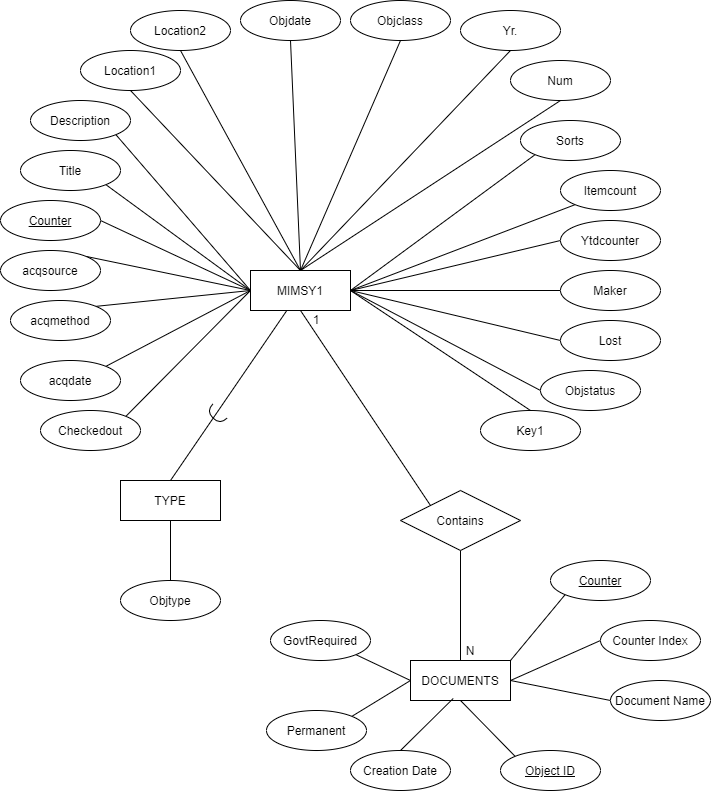 Objdate
Objclass
Location2
Yr.
Location1
Num
Description
Sorts
Title
Itemcount
Counter
Ytdcounter
acqsource
MIMSY1
Maker
acqmethod
1
Lost
acqdate
Objstatus
Checkedout
Key1
TYPE
Contains
Objtype
Counter
GovtRequired
Counter Index
N
DOCUMENTS
Document Name
Permanent
Creation Date
Object ID